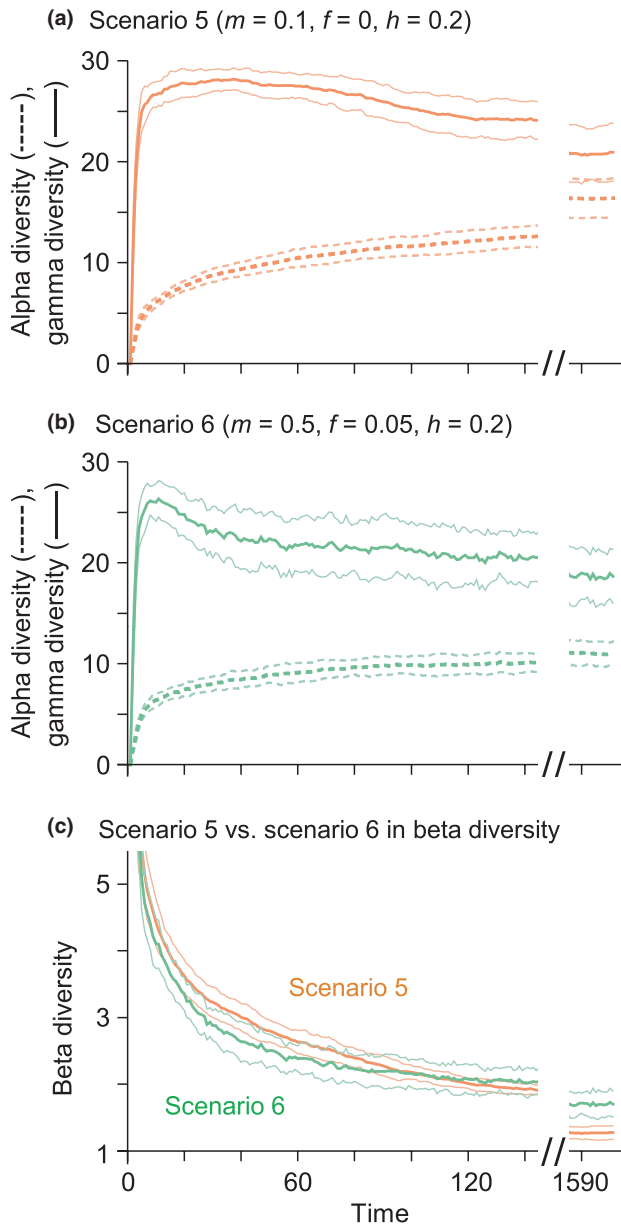 (a) Scenario 5 (m = 0.1, f = 0, h = 0.2)
Alpha diversity (-----),
gamma diversity (——)
30
20
10
0
//
(b) Scenario 6 (m = 0.5, f = 0.05, h = 0.2)
Alpha diversity (-----),
gamma diversity (——)
30
20
10
0
//
(c) Scenario 5 vs. scenario 6 in beta diversity
Beta diversity
5
3
1
Scenario 5
Scenario 6
//
0 60 120 1590
Time